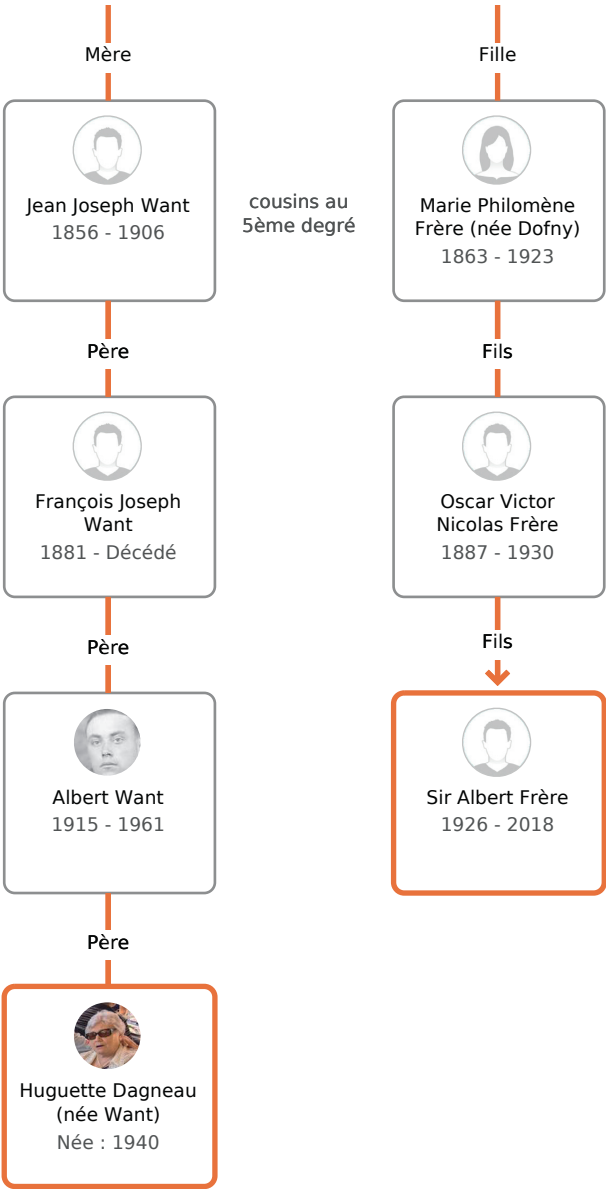 Mère
Jean Joseph Want
1856 - 1906
Père
François Joseph
Want
1881 - Décédé
Père
Albert Want
1915 - 1961
Père
Huguette Dagneau
(née Want)
Née : 1940
cousins au
5ème degré
Fille
Marie Philomène
Frère (née Dofny)
1863 - 1923
Fils
Oscar Victor
Nicolas Frère
1887 - 1930
Fils
Sir Albert Frère
1926 - 2018